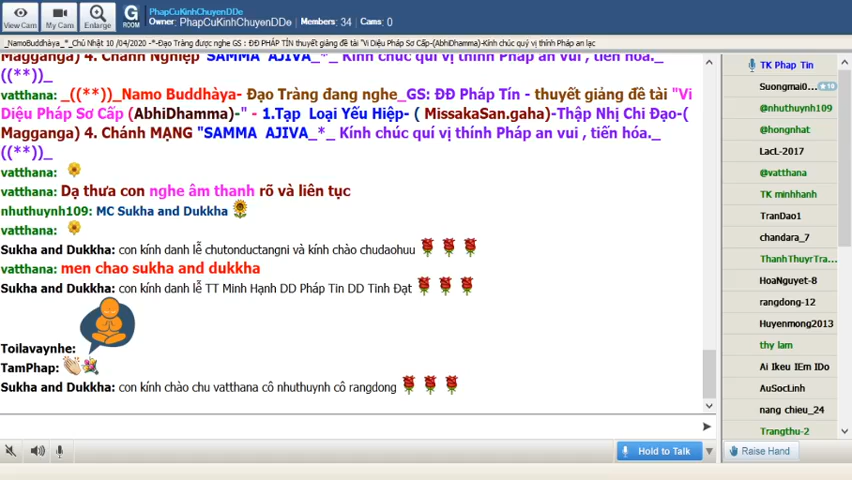 PhapCuKinhChuyenDDe
Owner: PhapCuKinhChuyenDDe Members: 34 Cams: 0
View Cam My Cam Enlarge G ROOM
_NamoBuddhàya_*_Chủ Nhật 10 /04/2020 -*-Đạo Tràng được nghe GS : ĐĐ PHÁP TÍN thuyết giảng đề tài "Vi Diệu Pháp Sơ Cấp-(AbhiDhamma)-Kính chúc quý vị thính Pháp an lạc
Magganga) 4. Chánh Nghiệp "SAMMA AJIVA_*_ Kính chúc quí vị thính Pháp an vui , tiến hóa._
((**))_
vatthana: _((**))_Namo Buddhàya- Đạo Tràng đang nghe_GS: ĐĐ Pháp Tín - thuyết giảng đề tài "Vi
Diệu Pháp Sơ Cấp (AbhiDhamma)-" - 1.Tạp Loại Yếu Hiệp- ( MissakaSan.gaha)-Thập Nhị Chi Đạo-(
Magganga) 4. Chánh MẠNG "SAMMA AJIVA_*_ Kính chúc quí vị thính Pháp an vui , tiến hóa._
((**))_
vatthana:
vatthana: Dạ thưa con nghe âm thanh rõ và liên tục
nhuthuynh109: MC Sukha and Dukkha
vatthana:
Sukha and Dukkha: con kính danh lễ chutonductangni và kính chào chudaohuu
vatthana: men chao sukha and dukkha
Sukha and Dukkha: con kính danh lễ TT Minh Hạnh DD Pháp Tin DD Tinh Đạt
Toilavaynhe:
TamPhap:
Sukha and Dukkha: con kính chào chu vatthana cô nhuthuynh cô rangdong
Hold to Talk
TK Phap Tin
Suongmai0... 10
@nhuthuynh109
@hongnhat
LacL-2017
@vatthana
TK minhhanh
TranDao1
chandara_7
ThanhThuyrTra...
HoaNguyet-8
rangdong-12
Huyenmong2013
thy lam
Ai Ikeu IEm IDo
AuSocLinh
nang chieu_24
Trangthu-2
Raise Hand